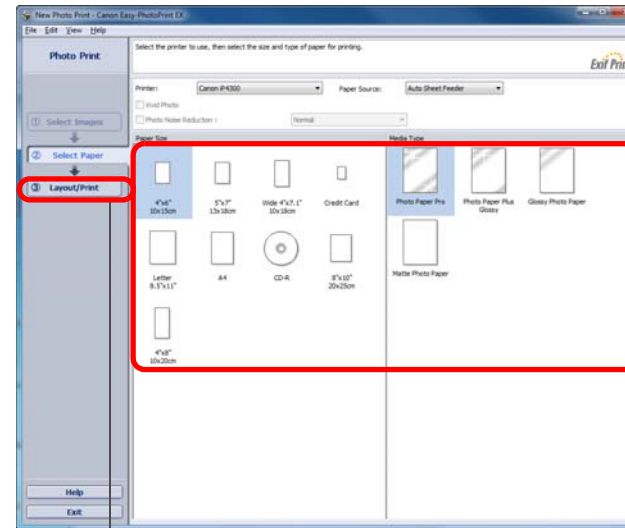 New Photo Print - Canon Easy-PhotoPrint EX
File Edit View Help
Photo Print
Select the printer to use, then select the size and type of paper for printing.
Exif Prin
Printer: Canon iP4300 Paper Source: Auto Sheet Feeder
Vivid Photo
Photo Noise Reduction : Normal
① Select Images
② Select Paper
③ Layout/Print
Paper Size
4"x6"
10x15cm
5"x7"
13x18cm
Wide 4"x7.1"
10x18cm
Credit Card
Letter
8.5"x11"
A4
CD-R
8"x10"
20x25cm
4"x8"
10x20cm
Media Type
Photo Paper Pro
Photo Paper Plus
Glossy
Glossy Photo Paper
Matte Photo Paper
Help
Exit